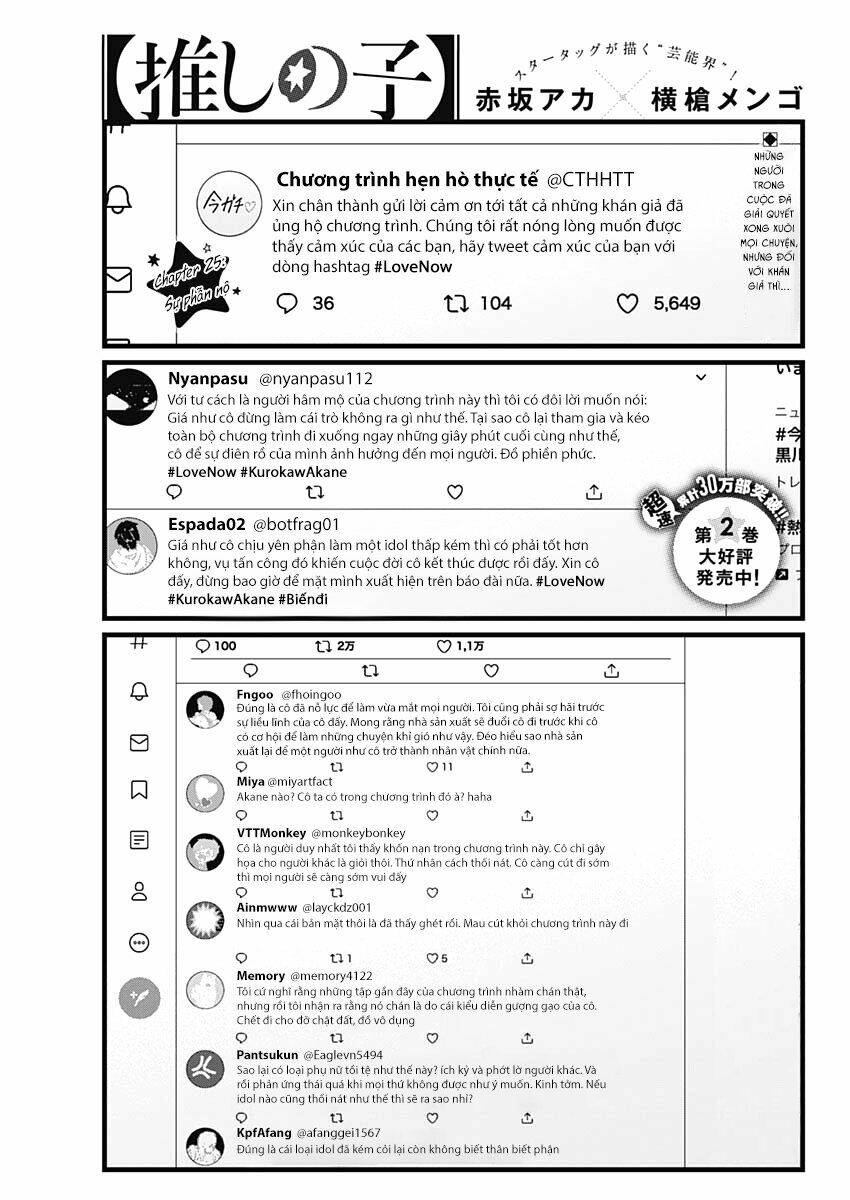 【推しの子】
スタータッグが描く“芸能界”！
赤坂アカ×横槍メンゴ
Chương trình hẹn hò thực tế @CTHHTT
今ガチ♡
Xin chân thành gửi lời cảm ơn tới tất cả những khán giả đã
ủng hộ chương trình. Chúng tôi rất nóng lòng muốn được
thấy cảm xúc của các bạn, hãy tweet cảm xúc của bạn với
dòng hashtag #LoveNow
36 104 5,649
Chapter 25:
Sự phẫn nộ
NHỮNG
NGƯỜI
TRONG
CUỘC ĐÃ
GIẢI QUYẾT
XONG XUÔI
MỌI CHUYỆN,
NHƯNG ĐỐI
VỚI KHÁN
GIẢ THÌ...
Nyanpasu @nyanpasu112
Với tư cách là người hâm mộ của chương trình này thì tôi có đôi lời muốn nói:
Giá như cô đừng làm cái trò không ra gì như thế. Tại sao cô lại tham gia và kéo
toàn bộ chương trình đi xuống ngay những giây phút cuối cùng như thế,
cô để sự điên rồ của mình ảnh hưởng đến mọi người. Đồ phiền phức.
#LoveNow #KurokawAkane
Espada02 @botfrag01
Giá như cô chịu yên phận làm một idol thấp kém thì có phải tốt hơn
không, vụ tấn công đó khiến cuộc đời cô kết thúc được rồi đấy. Xin cô
đấy, đừng bao giờ để mặt mình xuất hiện trên báo đài nữa. #LoveNow
#KurokawAkane #Biếnđi
いま
ニュ
#今
黒川
トレ
#熱
プロ
超速
累計30万部突破!!
第2巻
大好評
発売中!
100 2万 1,1万
Fngoo @fhoingoo
Đúng là cô đã nỗ lực để làm vừa mắt mọi người. Tôi cũng phải sợ hãi trước
sự liều lĩnh của cô đấy. Mong rằng nhà sản xuất sẽ đuổi cô đi trước khi cô
có cơ hội để làm những chuyện khỉ gió như vậy. Đéo hiểu sao nhà sản
xuất lại để một người như cô trở thành nhân vật chính nữa.
11
Miya @miyartfact
Akane nào? Cô ta có trong chương trình đó à? haha
VTTMonkey @monkeybonkey
Cô là người duy nhất tôi thấy khốn nạn trong chương trình này. Cô chỉ gây
họa cho người khác là giỏi thôi. Thứ nhân cách thối nát. Cô càng cút đi sớm
thì mọi người sẽ càng sớm vui đấy
Ainmwww @layckdz001
Nhìn qua cái bản mặt thôi là đã thấy ghét rồi. Mau cút khỏi chương trình này đi
1 5
Memory @memory4122
Tôi cứ nghĩ rằng những tập gần đây của chương trình nhàm chán thật,
nhưng rồi tôi nhận ra rằng nó chán là do cái kiểu diễn gượng gạo của cô.
Chết đi cho đỡ chật đất, đồ vô dụng
Pantsukun @Eaglevn5494
Sao lại có loại phụ nữ tồi tệ như thế này? ích kỷ và phớt lờ người khác. Và
rồi phản ứng thái quá khi mọi thứ không được như ý muốn. Kinh tởm. Nếu
idol nào cũng thối nát như thế thì sẽ ra sao nhỉ?
KpfAfang @afanggei1567
Đúng là cái loại idol đã kém cỏi lại còn không biết thân biết phận